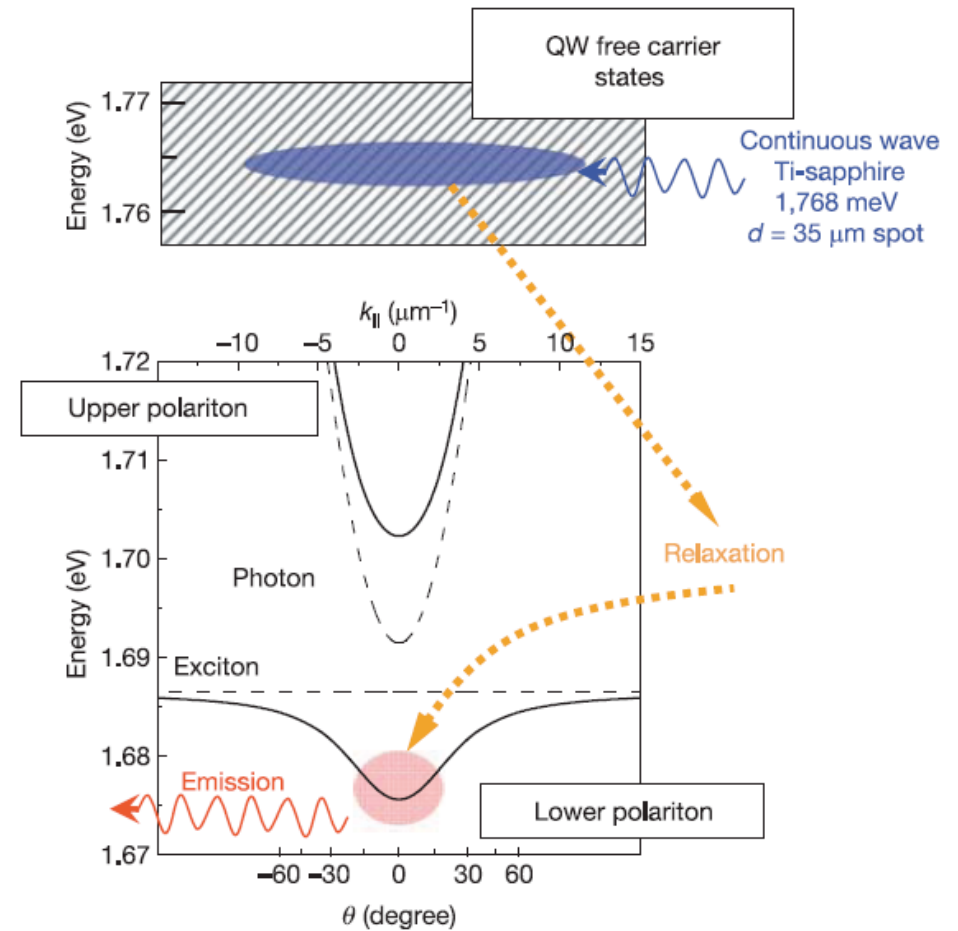 QW free carrier
states
1.77
Energy (eV)
1.76
Continuous wave
Ti-sapphire
1,768 meV
d = 35 μm spot
k|| (μm⁻¹)
−10 −5 0 5 10 15
1.72
Upper polariton
1.71
1.70
Relaxation
Photon
Energy (eV)
1.69
Exciton
1.68
Emission
Lower polariton
1.67
−60 −30 0 30 60
θ (degree)